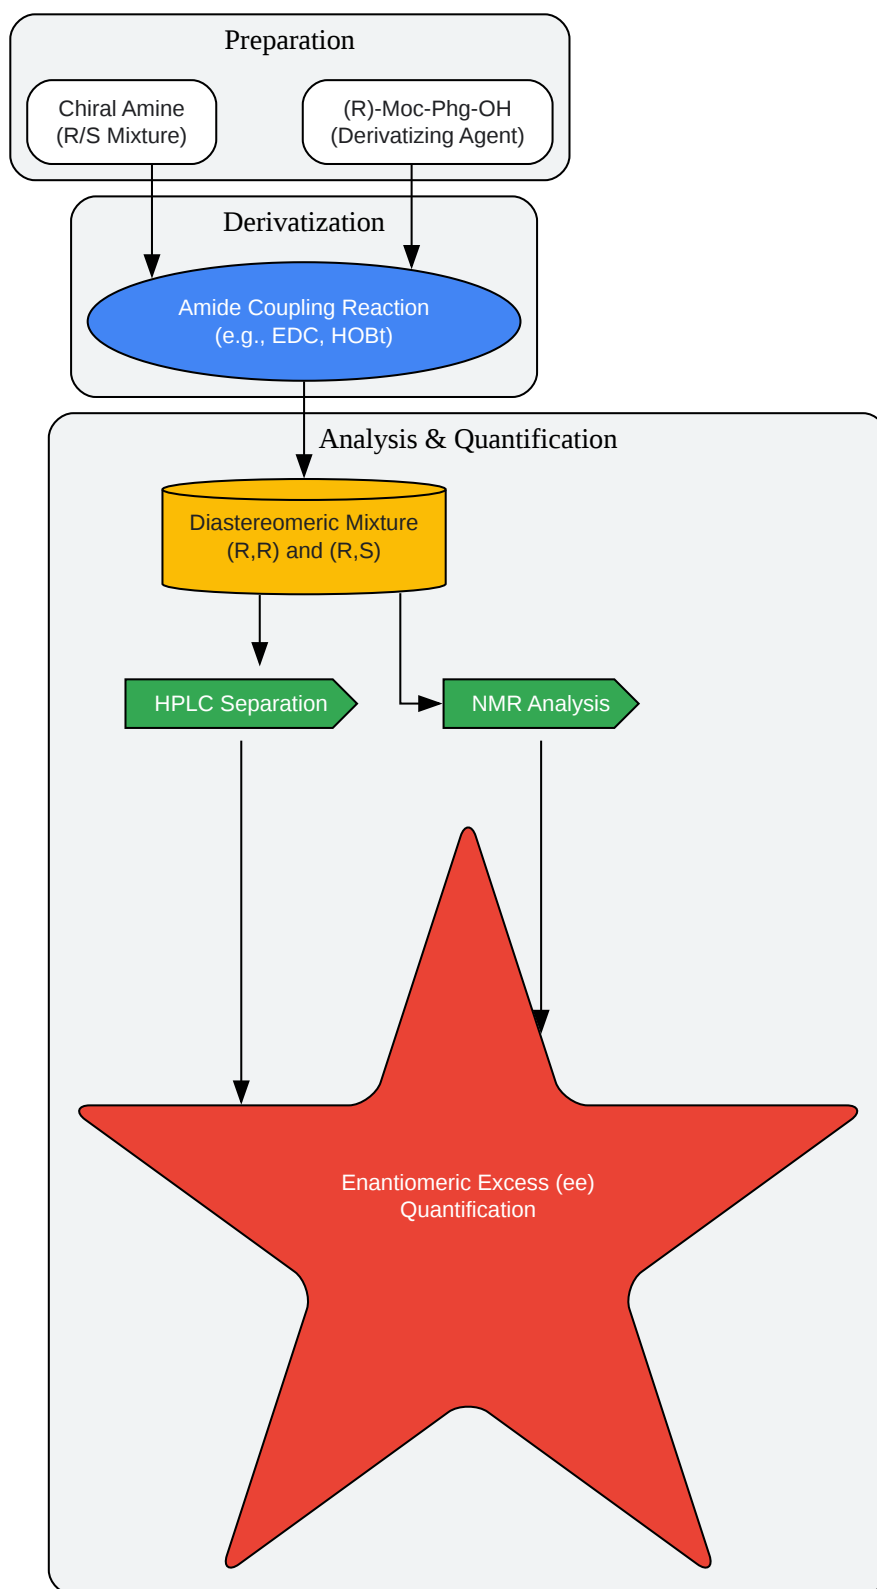 Preparation
Chiral Amine
(R/S Mixture)
(R)-Moc-Phg-OH
(Derivatizing Agent)
Derivatization
Amide Coupling Reaction
(e.g., EDC, HOBt)
Analysis & Quantification
Diastereomeric Mixture
(R,R) and (R,S)
HPLC Separation
NMR Analysis
Enantiomeric Excess (ee)
Quantification